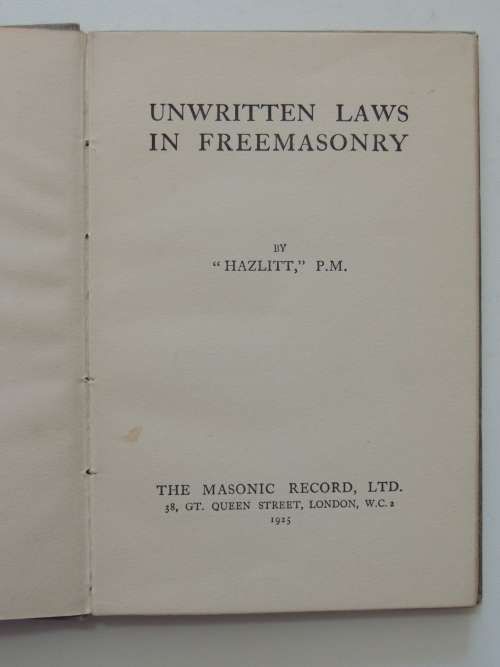 UNWRITTEN LAWS
IN FREEMASONRY
BY
“HAZLITT,” P.M.
THE MASONIC RECORD, LTD.
38, GT. QUEEN STREET, LONDON, W.C. 2
1925